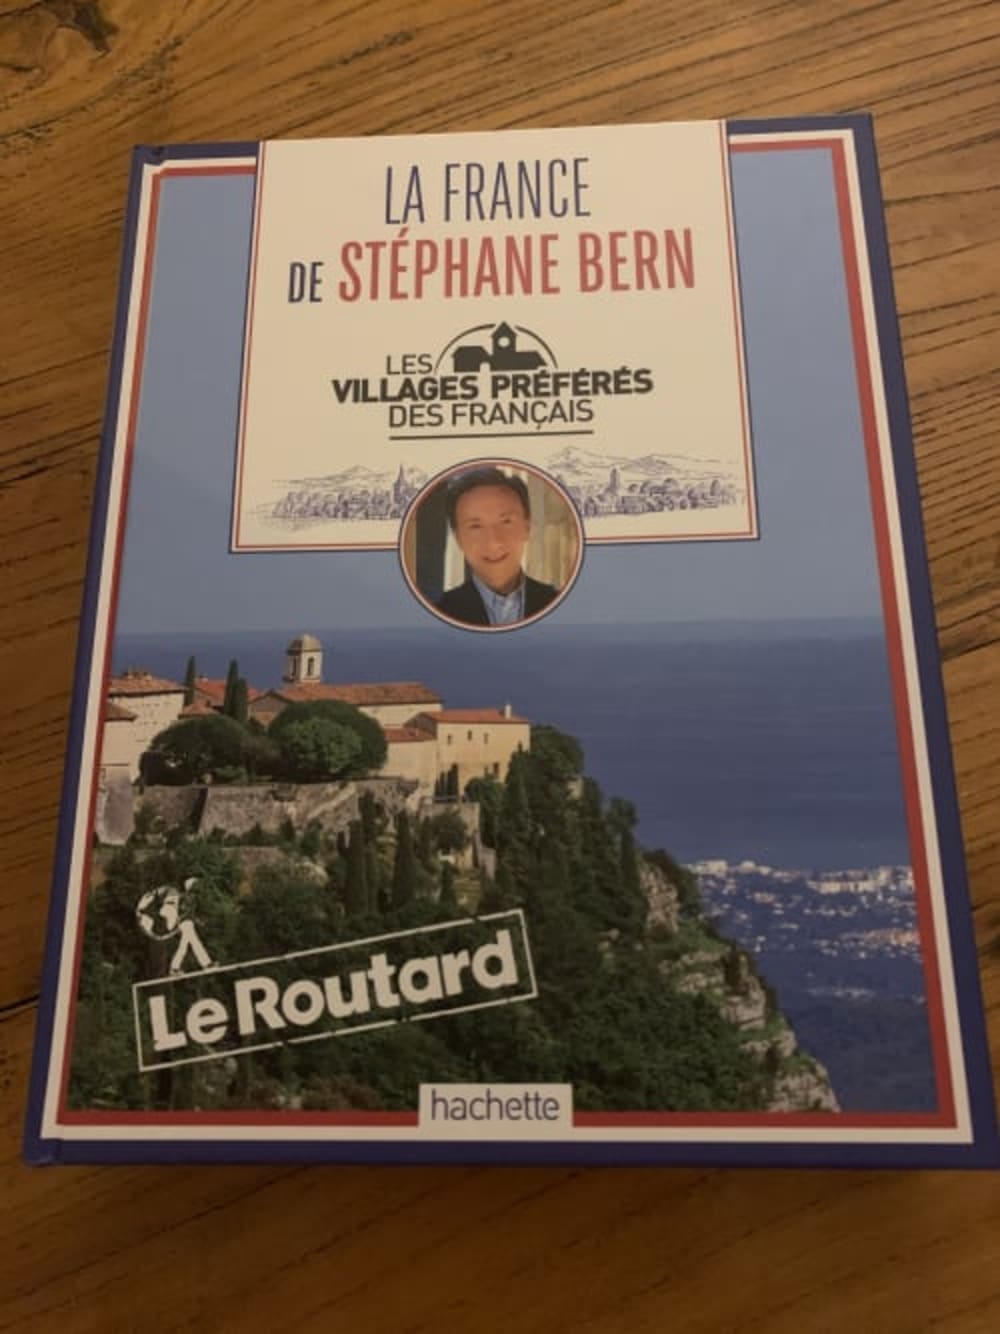 LA FRANCE
DE STÉPHANE BERN
LES
VILLAGES PRÉFÉRÉS
DES FRANÇAIS
Le Routard
hachette